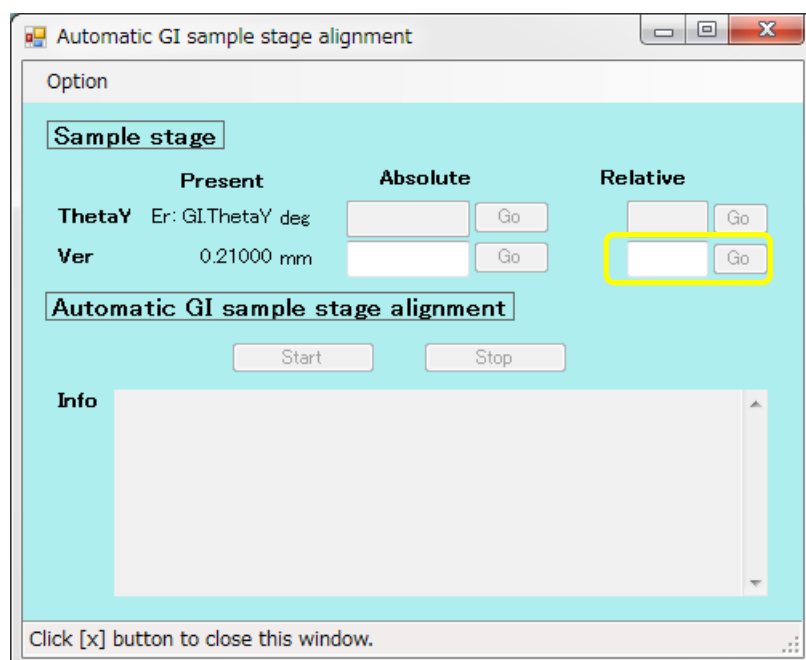 Automatic GI sample stage alignment
Option
Sample stage
Present Absolute Relative
ThetaY Er: GI.ThetaY deg Go Go
Ver 0.21000 mm Go Go
Automatic GI sample stage alignment
Start Stop
Info
Click [x] button to close this window.